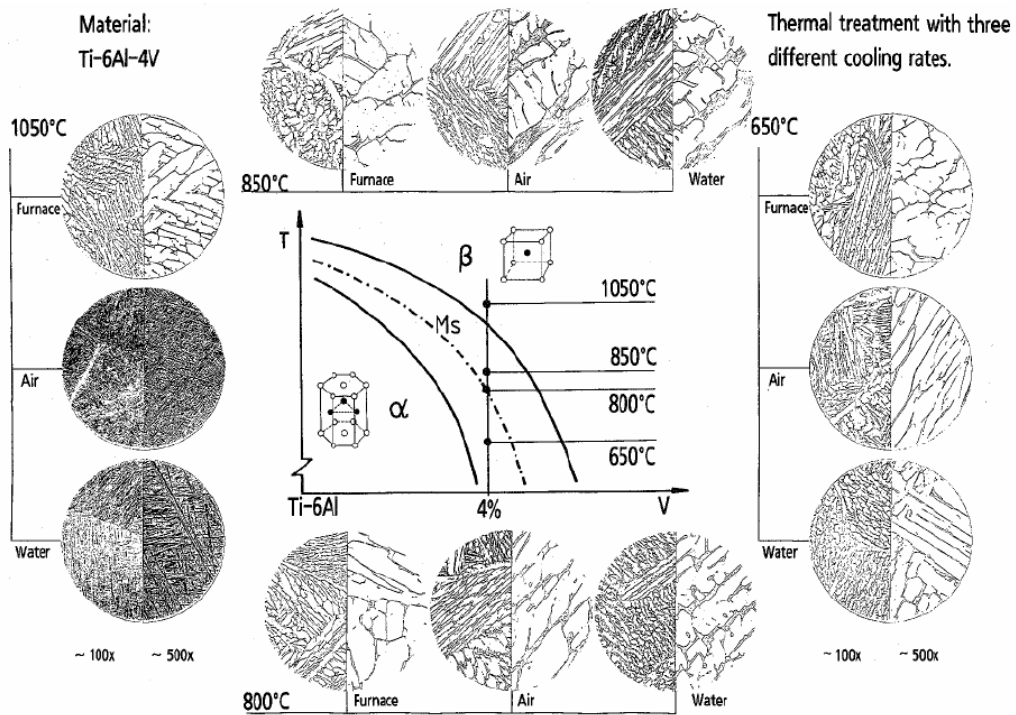 Material:
Ti-6Al-4V
Thermal treatment with three
different cooling rates.
1050°C
Furnace
Air
Water
~ 100x ~ 500x
850°C
Furnace
Air
Water
650°C
Furnace
Air
Water
~ 100x ~ 500x
T
β
Ms
α
1050°C
850°C
800°C
650°C
Ti-6Al
4%
V
800°C
Furnace
Air
Water